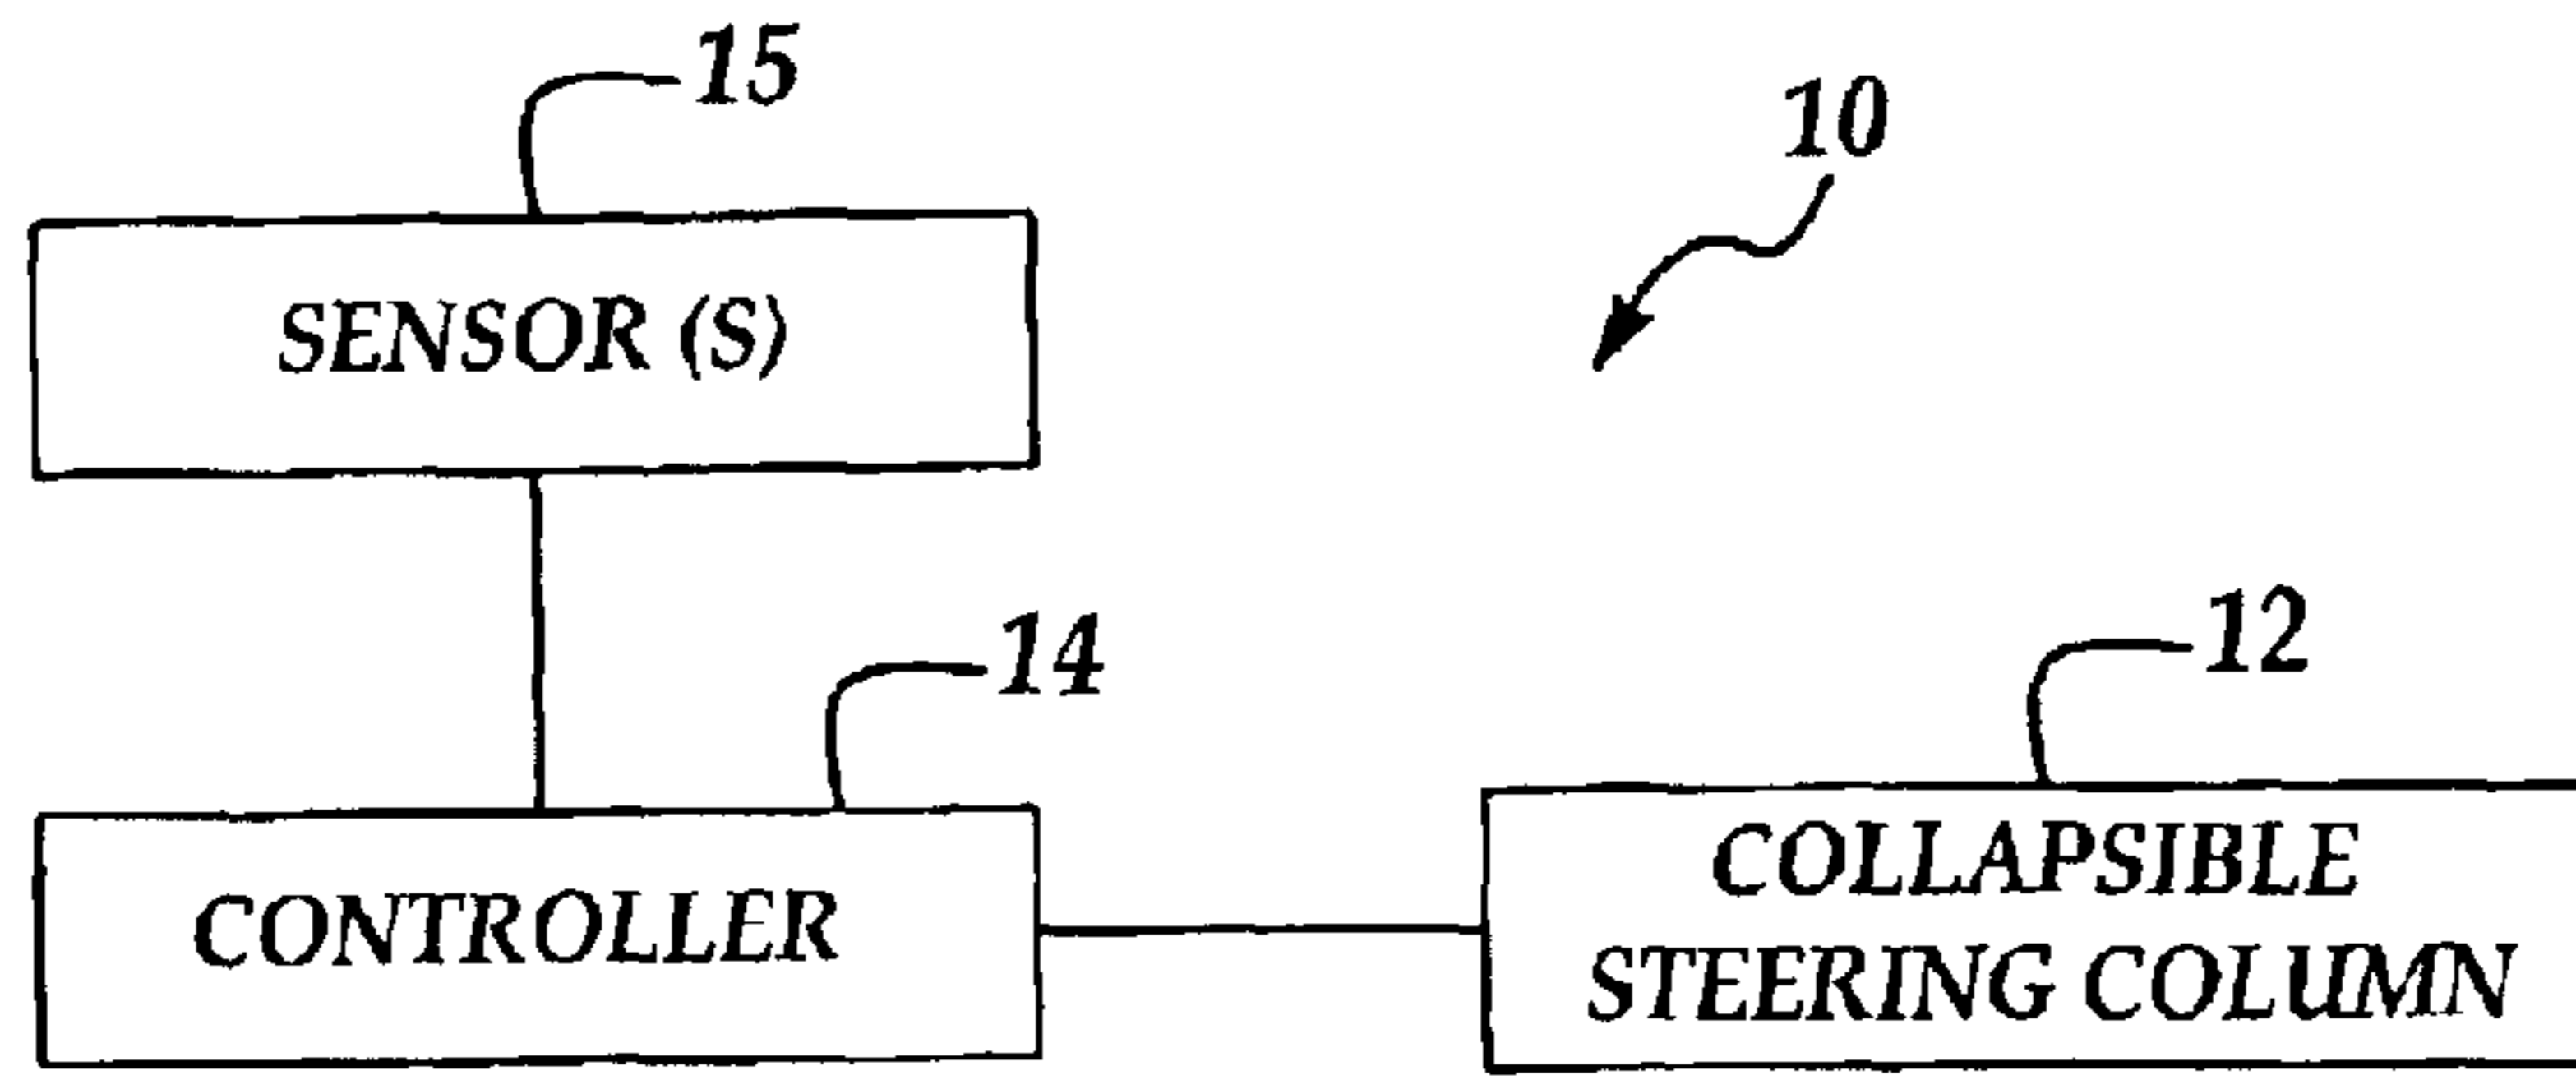 15
10
SENSOR (S)
14
12
CONTROLLER
COLLAPSIBLE
STEERING COLUMN